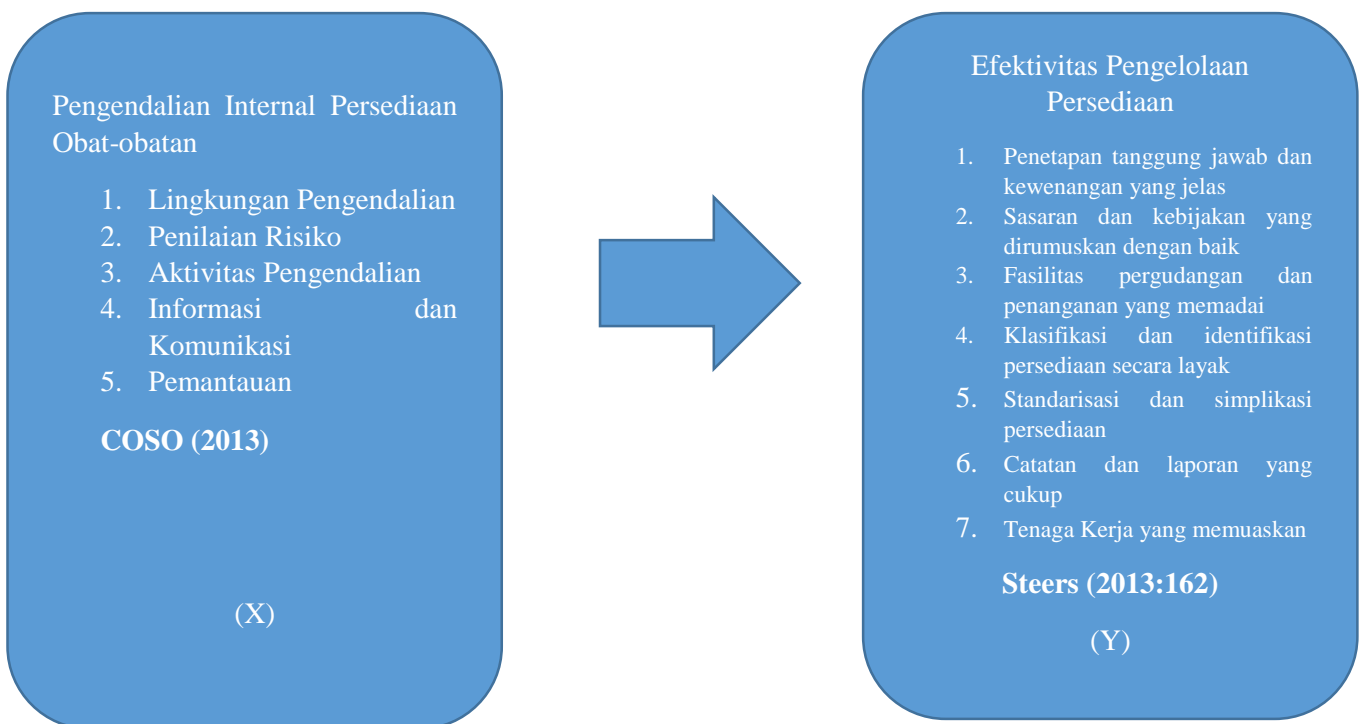 Pengendalian Internal Persediaan
Obat-obatan
1. Lingkungan Pengendalian
2. Penilaian Risiko
3. Aktivitas Pengendalian
4. Informasi dan
Komunikasi
5. Pemantauan
COSO (2013)
(X)
Efektivitas Pengelolaan
Persediaan
1. Penetapan tanggung jawab dan
kewenangan yang jelas
2. Sasaran dan kebijakan yang
dirumuskan dengan baik
3. Fasilitas pergudangan dan
penanganan yang memadai
4. Klasifikasi dan identifikasi
persediaan secara layak
5. Standarisasi dan simplikasi
persediaan
6. Catatan dan laporan yang
cukup
7. Tenaga Kerja yang memuaskan
Steers (2013:162)
(Y)